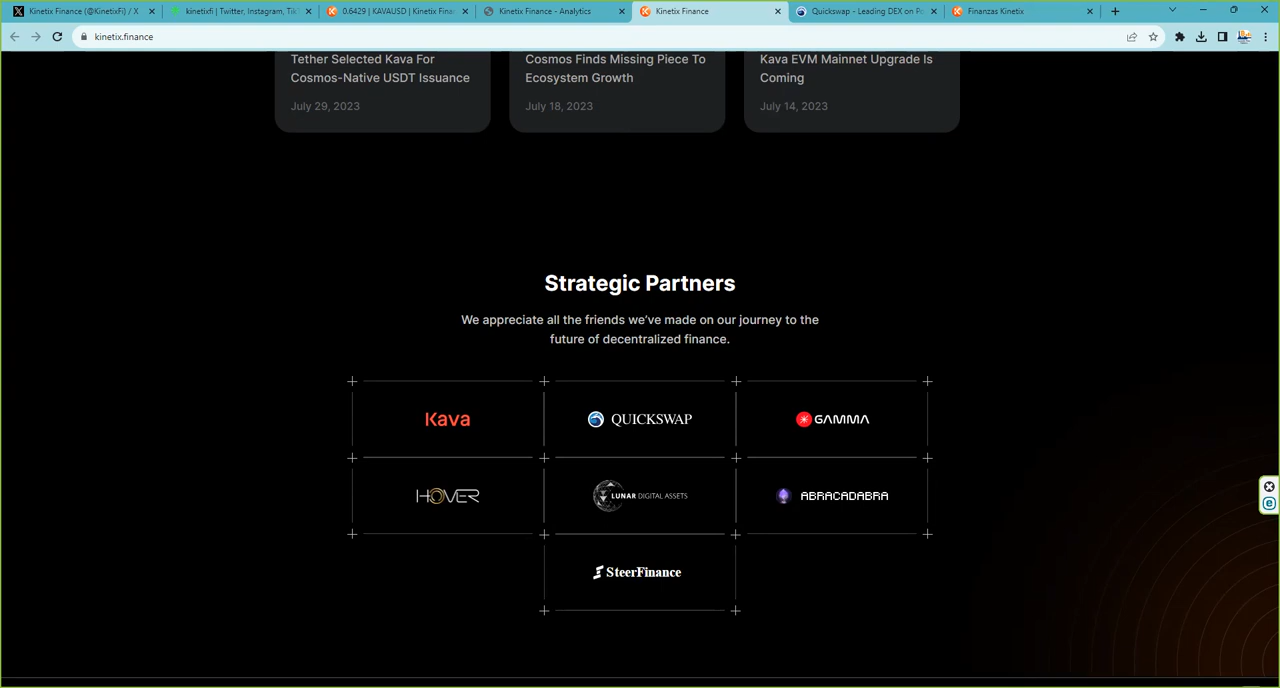 Kinetix Finance (@KinetixFi) / X
kinetixfi | Twitter, Instagram, Tik
0.6429 | KAVAUSD | Kinetix Finan
Kinetix Finance - Analytics
Kinetix Finance
Quickswap - Leading DEX on Po
Finanzas Kinetix
kinetix.finance
Tether Selected Kava For
Cosmos-Native USDT Issuance
July 29, 2023
Cosmos Finds Missing Piece To
Ecosystem Growth
July 18, 2023
Kava EVM Mainnet Upgrade Is
Coming
July 14, 2023
Strategic Partners
We appreciate all the friends we’ve made on our journey to the
future of decentralized finance.
Kava
QUICKSWAP
GAMMA
HOVER
LUNAR DIGITAL ASSETS
ABRACADABRA
SteerFinance